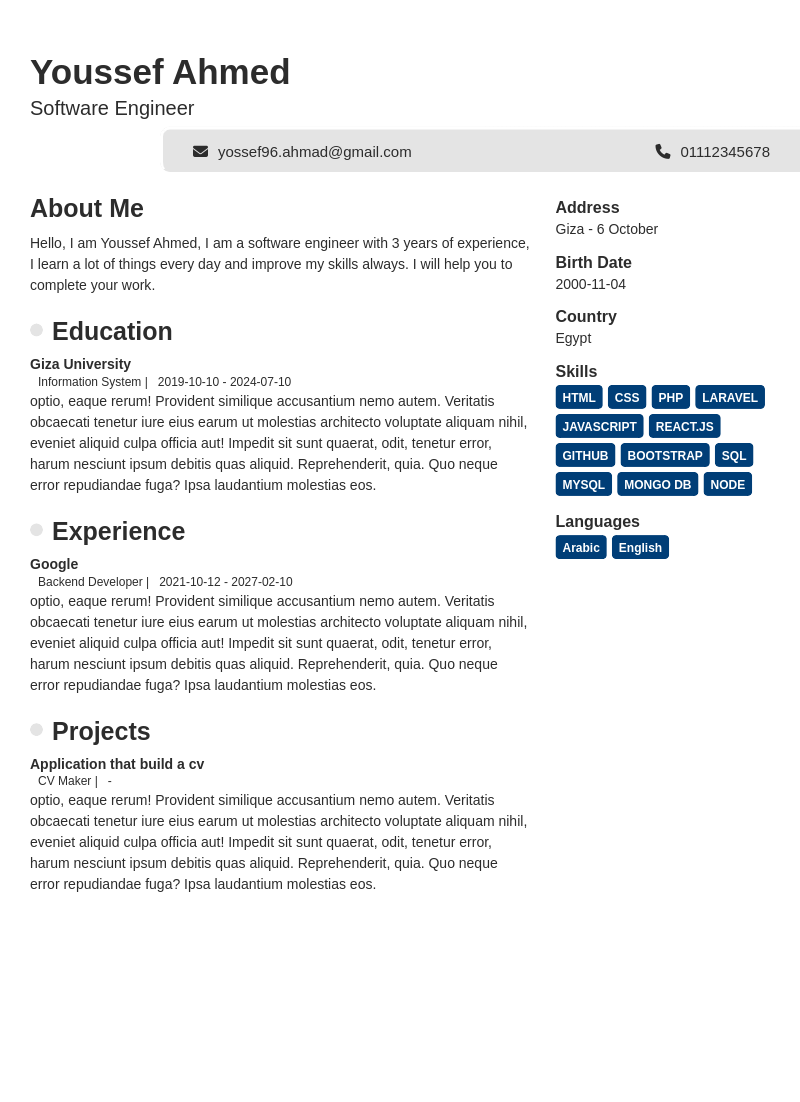 Youssef Ahmed
Software Engineer
yossef96.ahmad@gmail.com
01112345678
About Me
Hello, I am Youssef Ahmed, I am a software engineer with 3 years of experience,
I learn a lot of things every day and improve my skills always. I will help you to
complete your work.
Education
Giza University
Information System | 2019-10-10 - 2024-07-10
optio, eaque rerum! Provident similique accusantium nemo autem. Veritatis
obcaecati tenetur iure eius earum ut molestias architecto voluptate aliquam nihil,
eveniet aliquid culpa officia aut! Impedit sit sunt quaerat, odit, tenetur error,
harum nesciunt ipsum debitis quas aliquid. Reprehenderit, quia. Quo neque
error repudiandae fuga? Ipsa laudantium molestias eos.
Experience
Google
Backend Developer | 2021-10-12 - 2027-02-10
optio, eaque rerum! Provident similique accusantium nemo autem. Veritatis
obcaecati tenetur iure eius earum ut molestias architecto voluptate aliquam nihil,
eveniet aliquid culpa officia aut! Impedit sit sunt quaerat, odit, tenetur error,
harum nesciunt ipsum debitis quas aliquid. Reprehenderit, quia. Quo neque
error repudiandae fuga? Ipsa laudantium molestias eos.
Projects
Application that build a cv
CV Maker | -
optio, eaque rerum! Provident similique accusantium nemo autem. Veritatis
obcaecati tenetur iure eius earum ut molestias architecto voluptate aliquam nihil,
eveniet aliquid culpa officia aut! Impedit sit sunt quaerat, odit, tenetur error,
harum nesciunt ipsum debitis quas aliquid. Reprehenderit, quia. Quo neque
error repudiandae fuga? Ipsa laudantium molestias eos.
Address
Giza - 6 October
Birth Date
2000-11-04
Country
Egypt
Skills
HTML CSS PHP LARAVEL
JAVASCRIPT REACT.JS
GITHUB BOOTSTRAP SQL
MYSQL MONGO DB NODE
Languages
Arabic English